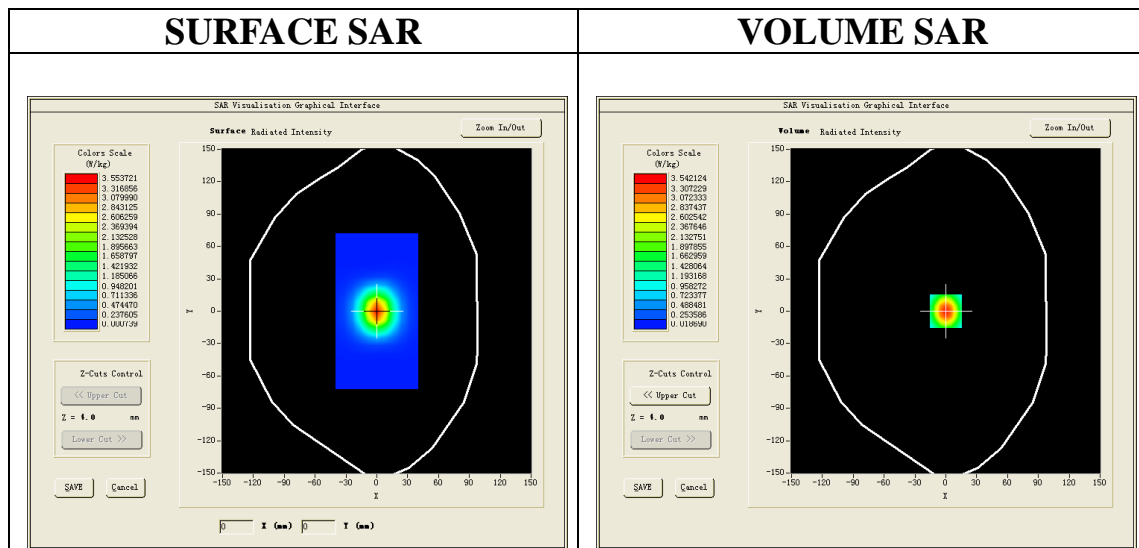 SURFACE SAR
SAR Visualisation Graphical Interface
Surface Radiated Intensity
Zoom In/Out
Colors Scale
(W/kg)
3.553721
3.316856
3.079990
2.843125
2.606259
2.369394
2.132528
1.895663
1.658797
1.421932
1.185066
0.948201
0.711336
0.474470
0.237605
0.000739
Z-Cuts Control
<< Upper Cut
Z = 4.0 mm
Lower Cut >>
SAVE Cancel
150
120
90
60
30
0
-30
-60
-90
-120
-150
Y
-150 -120 -90 -60 -30 0 30 60 90 120 150
X
0 X (mm) 0 Y (mm)
VOLUME SAR
SAR Visualisation Graphical Interface
Volume Radiated Intensity
Zoom In/Out
Colors Scale
(W/kg)
3.542124
3.307229
3.072333
2.837437
2.602542
2.367646
2.132751
1.897855
1.662959
1.428064
1.193168
0.958272
0.723377
0.488481
0.253586
0.018690
Z-Cuts Control
<< Upper Cut
Z = 4.0 mm
Lower Cut >>
SAVE Cancel
150
120
90
60
30
0
-30
-60
-90
-120
-150
Y
-150 -120 -90 -60 -30 0 30 60 90 120 150
X